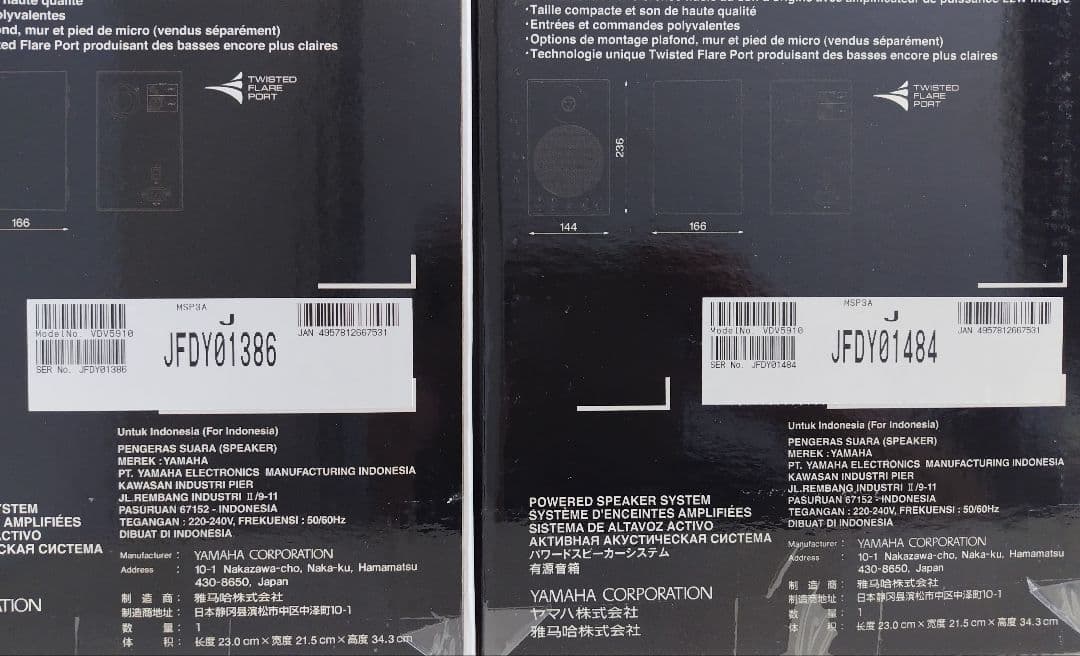 haute qualité
olyvalentes
ond, mur et pied de micro (vendus séparément)
ed Flare Port produisant des basses encore plus claires
TWISTED
FLARE
PORT
166
MSP3A
J
JFDY01386
Model No. VDV5910
SER No. JFDY01386
JAN 4957812667531
Untuk Indonesia (For Indonesia)
PENGERAS SUARA (SPEAKER)
MEREK : YAMAHA
PT. YAMAHA ELECTRONICS MANUFACTURING INDONESIA
KAWASAN INDUSTRI PIER
JL.REMBANG INDUSTRI II/9-11
PASURUAN 67152 - INDONESIA
TEGANGAN : 220-240V, FREKUENSI : 50/60Hz
DIBUAT DI INDONESIA
YSTEM
AMPLIFIÉES
CTIVO
СКАЯ СИСТЕМА
Manufacturer : YAMAHA CORPORATION
Address : 10-1 Nakazawa-cho, Naka-ku, Hamamatsu
430-8650, Japan
制 造 商 : 雅马哈株式会社
制造商地址 : 日本静冈县滨松市中区中泽町10-1
数 量 : 1
体 积 : 长度 23.0 cm × 宽度 21.5 cm × 高度 34.3 cm
ATION
·Taille compacte et son de haute qualité
·Entrées et commandes polyvalentes
·Options de montage plafond, mur et pied de micro (vendus séparément)
·Technologie unique Twisted Flare Port produisant des basses encore plus claires
TWISTED
FLARE
PORT
236
144
166
MSP3A
J
JFDY01484
Model No. VDV5910
SER No. JFDY01484
JAN 4957812667531
Untuk Indonesia (For Indonesia)
PENGERAS SUARA (SPEAKER)
MEREK : YAMAHA
PT. YAMAHA ELECTRONICS MANUFACTURING INDONESIA
KAWASAN INDUSTRI PIER
JL.REMBANG INDUSTRI II/9-11
PASURUAN 67152 - INDONESIA
TEGANGAN : 220-240V, FREKUENSI : 50/60Hz
DIBUAT DI INDONESIA
POWERED SPEAKER SYSTEM
SYSTÈME D'ENCEINTES AMPLIFIÉES
SISTEMA DE ALTAVOZ ACTIVO
АКТИВНАЯ АКУСТИЧЕСКАЯ СИСТЕМА
パワードスピーカーシステム
有源音箱
Manufacturer : YAMAHA CORPORATION
Address : 10-1 Nakazawa-cho, Naka-ku, Hamamatsu
430-8650, Japan
制 造 商 : 雅马哈株式会社
制造商地址 : 日本静冈县滨松市中区中泽町10-1
数 量 : 1
体 积 : 长度 23.0 cm × 宽度 21.5 cm × 高度 34.3 cm
YAMAHA CORPORATION
ヤマハ株式会社
雅马哈株式会社